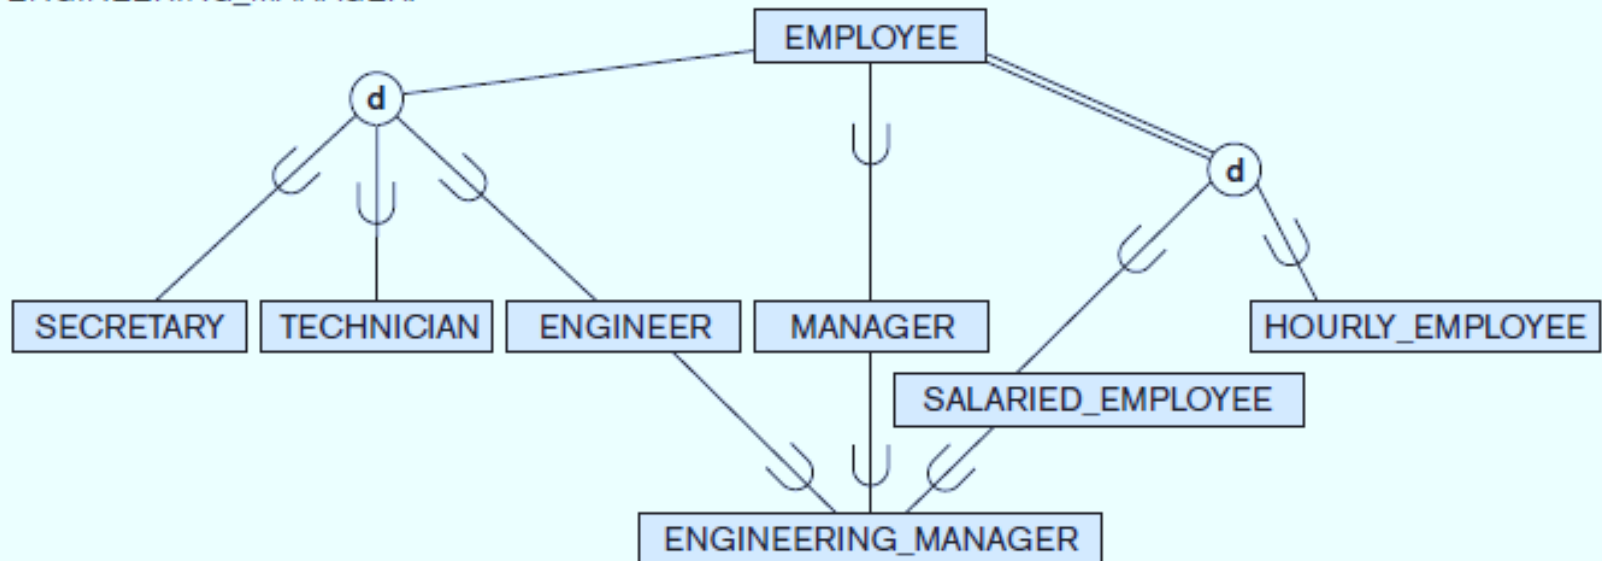 EMPLOYEE
d
d
SECRETARY
TECHNICIAN
ENGINEER
MANAGER
HOURLY_EMPLOYEE
SALARIED_EMPLOYEE
ENGINEERING_MANAGER